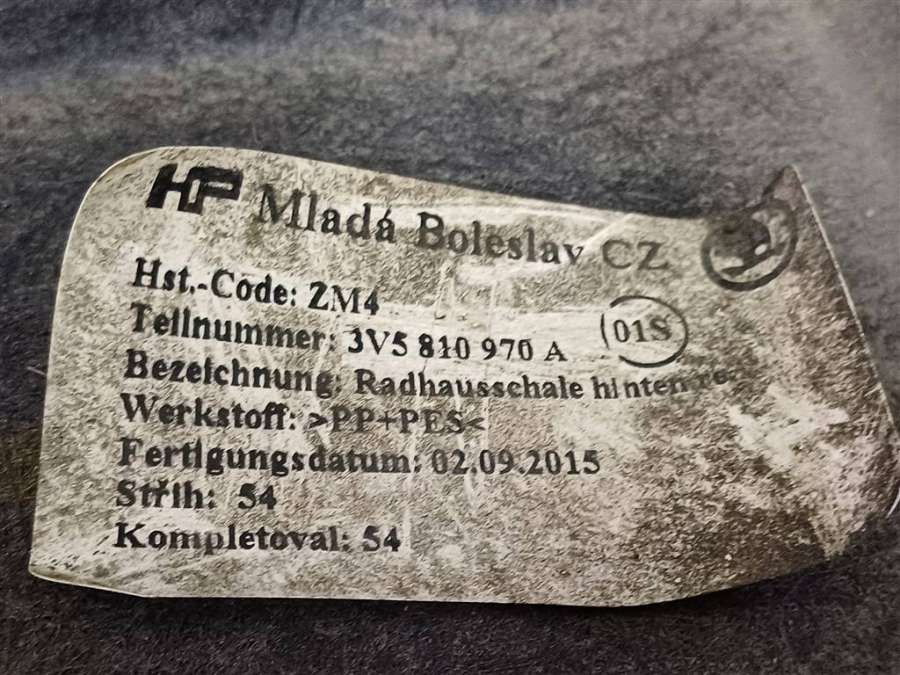 HP Mladá Boleslav CZ
Hst.-Code: ZM4
Teilnummer: 3V5 810 970 A 01S
Bezeichnung: Radhausschale hinten re
Werkstoff: >PP+PES<
Fertigungsdatum: 02.09.2015
Střih: 54
Kompletoval: 54